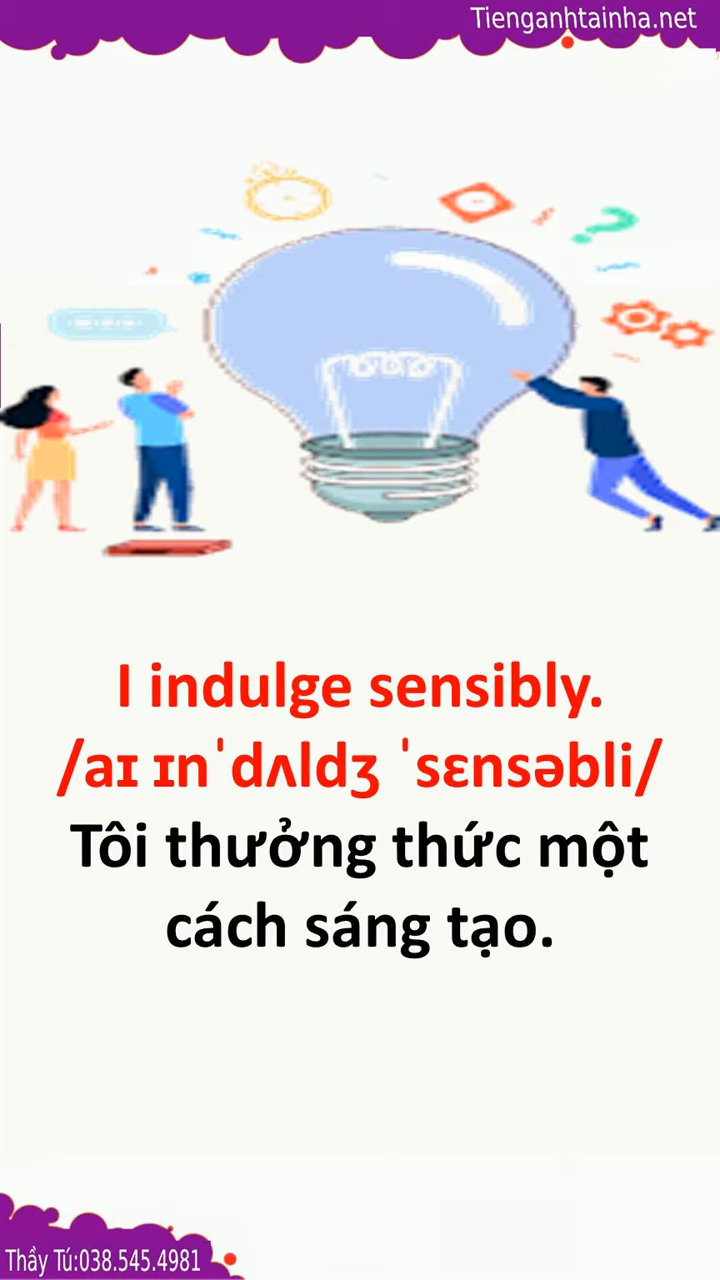 Tienganhtainha.net
I indulge sensibly.
/aɪ ɪnˈdʌldʒ ˈsɛnsəbli/
Tôi thưởng thức một
cách sáng tạo.
Thầy Tú:038.545.4981